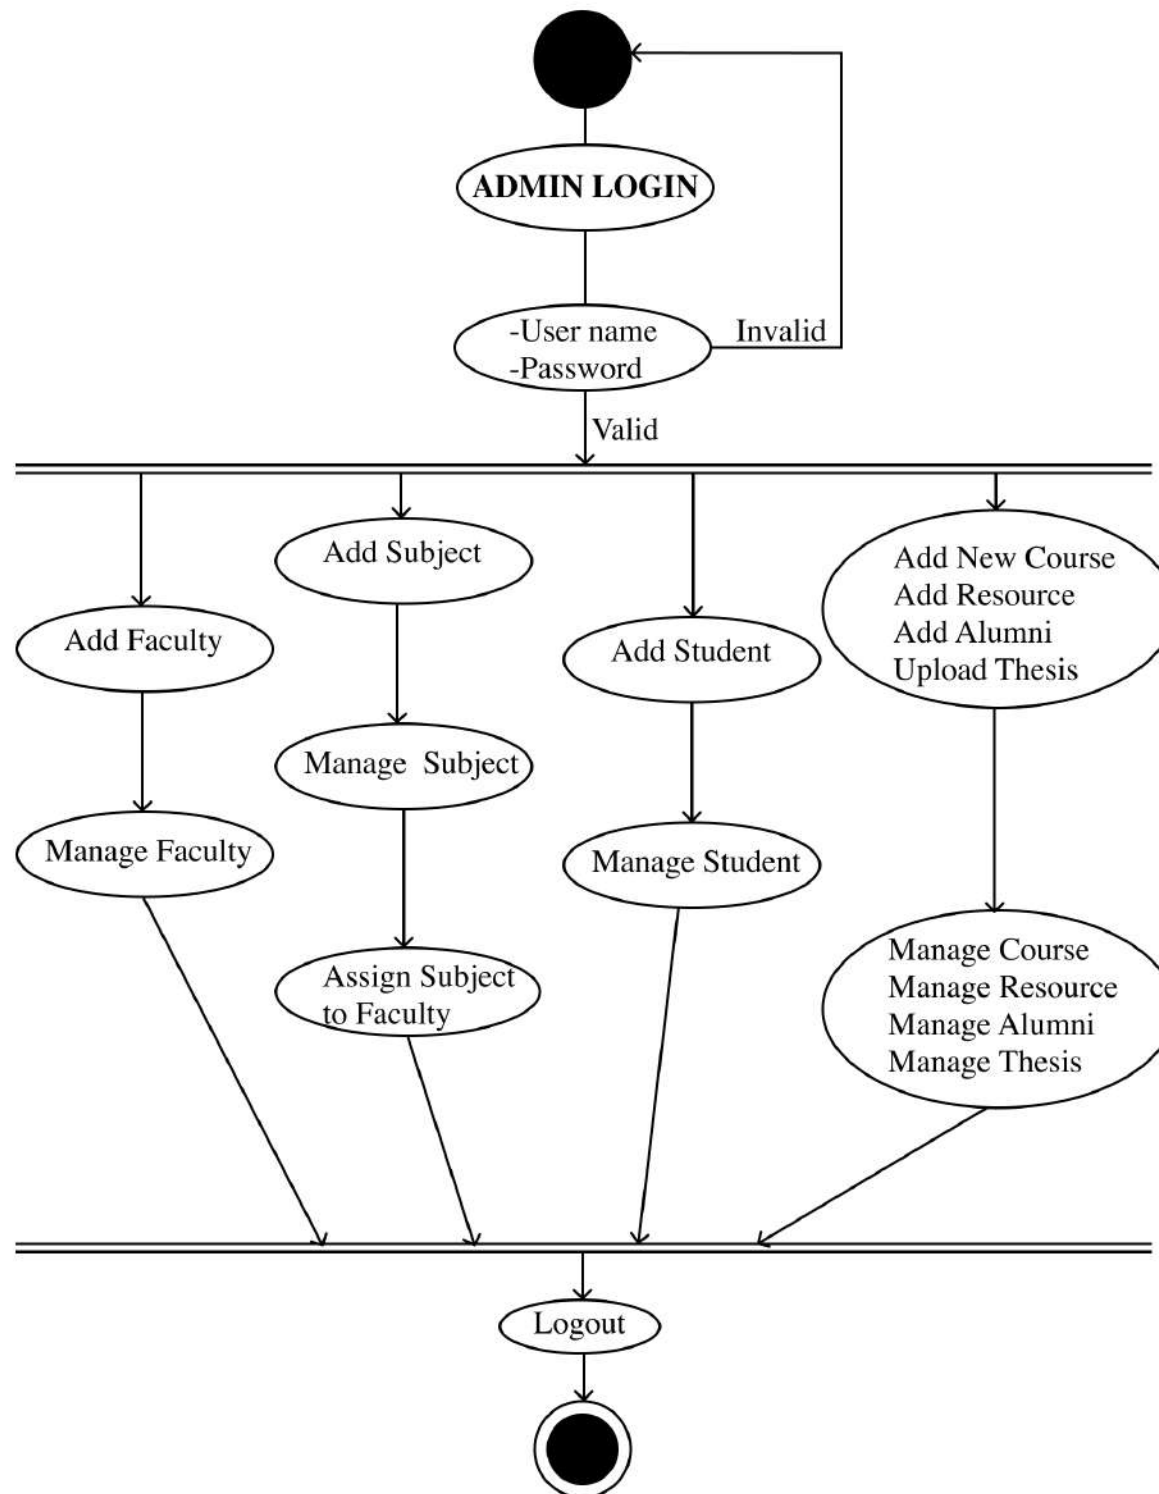 ADMIN LOGIN
-User name
-Password
Invalid
Valid
Add Faculty
Manage Faculty
Add Subject
Manage  Subject
Assign Subject
to Faculty
Add Student
Manage Student
Add New Course
Add Resource
Add Alumni
Upload Thesis
Manage Course
Manage Resource
Manage Alumni
Manage Thesis
Logout